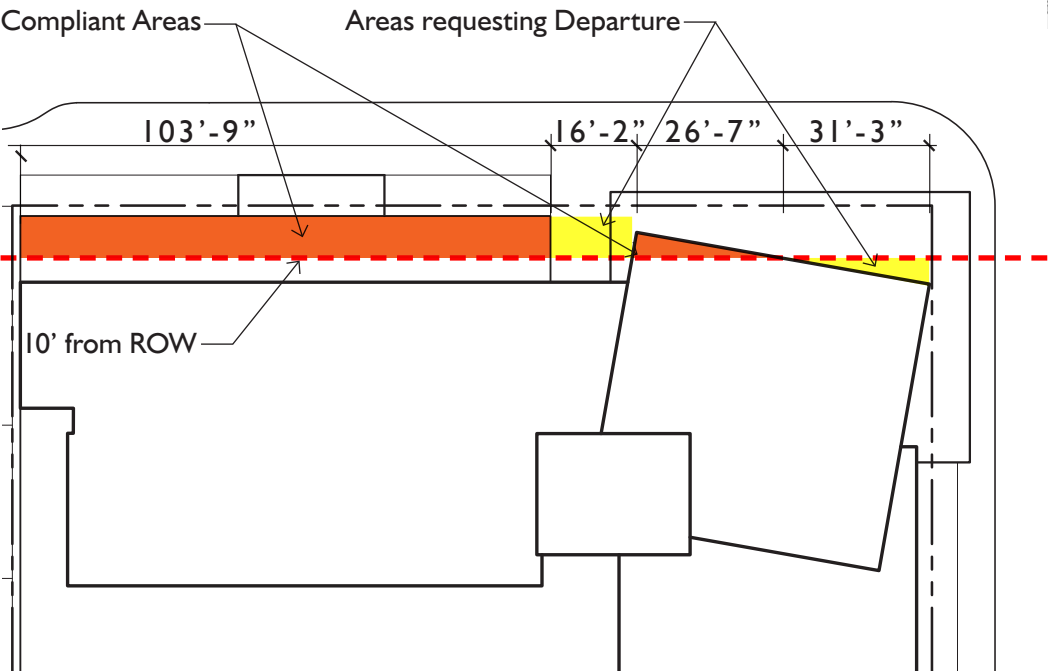 Compliant Areas
Areas requesting Departure
103’-9”
16’-2”
26’-7”
31’-3”
10’ from ROW